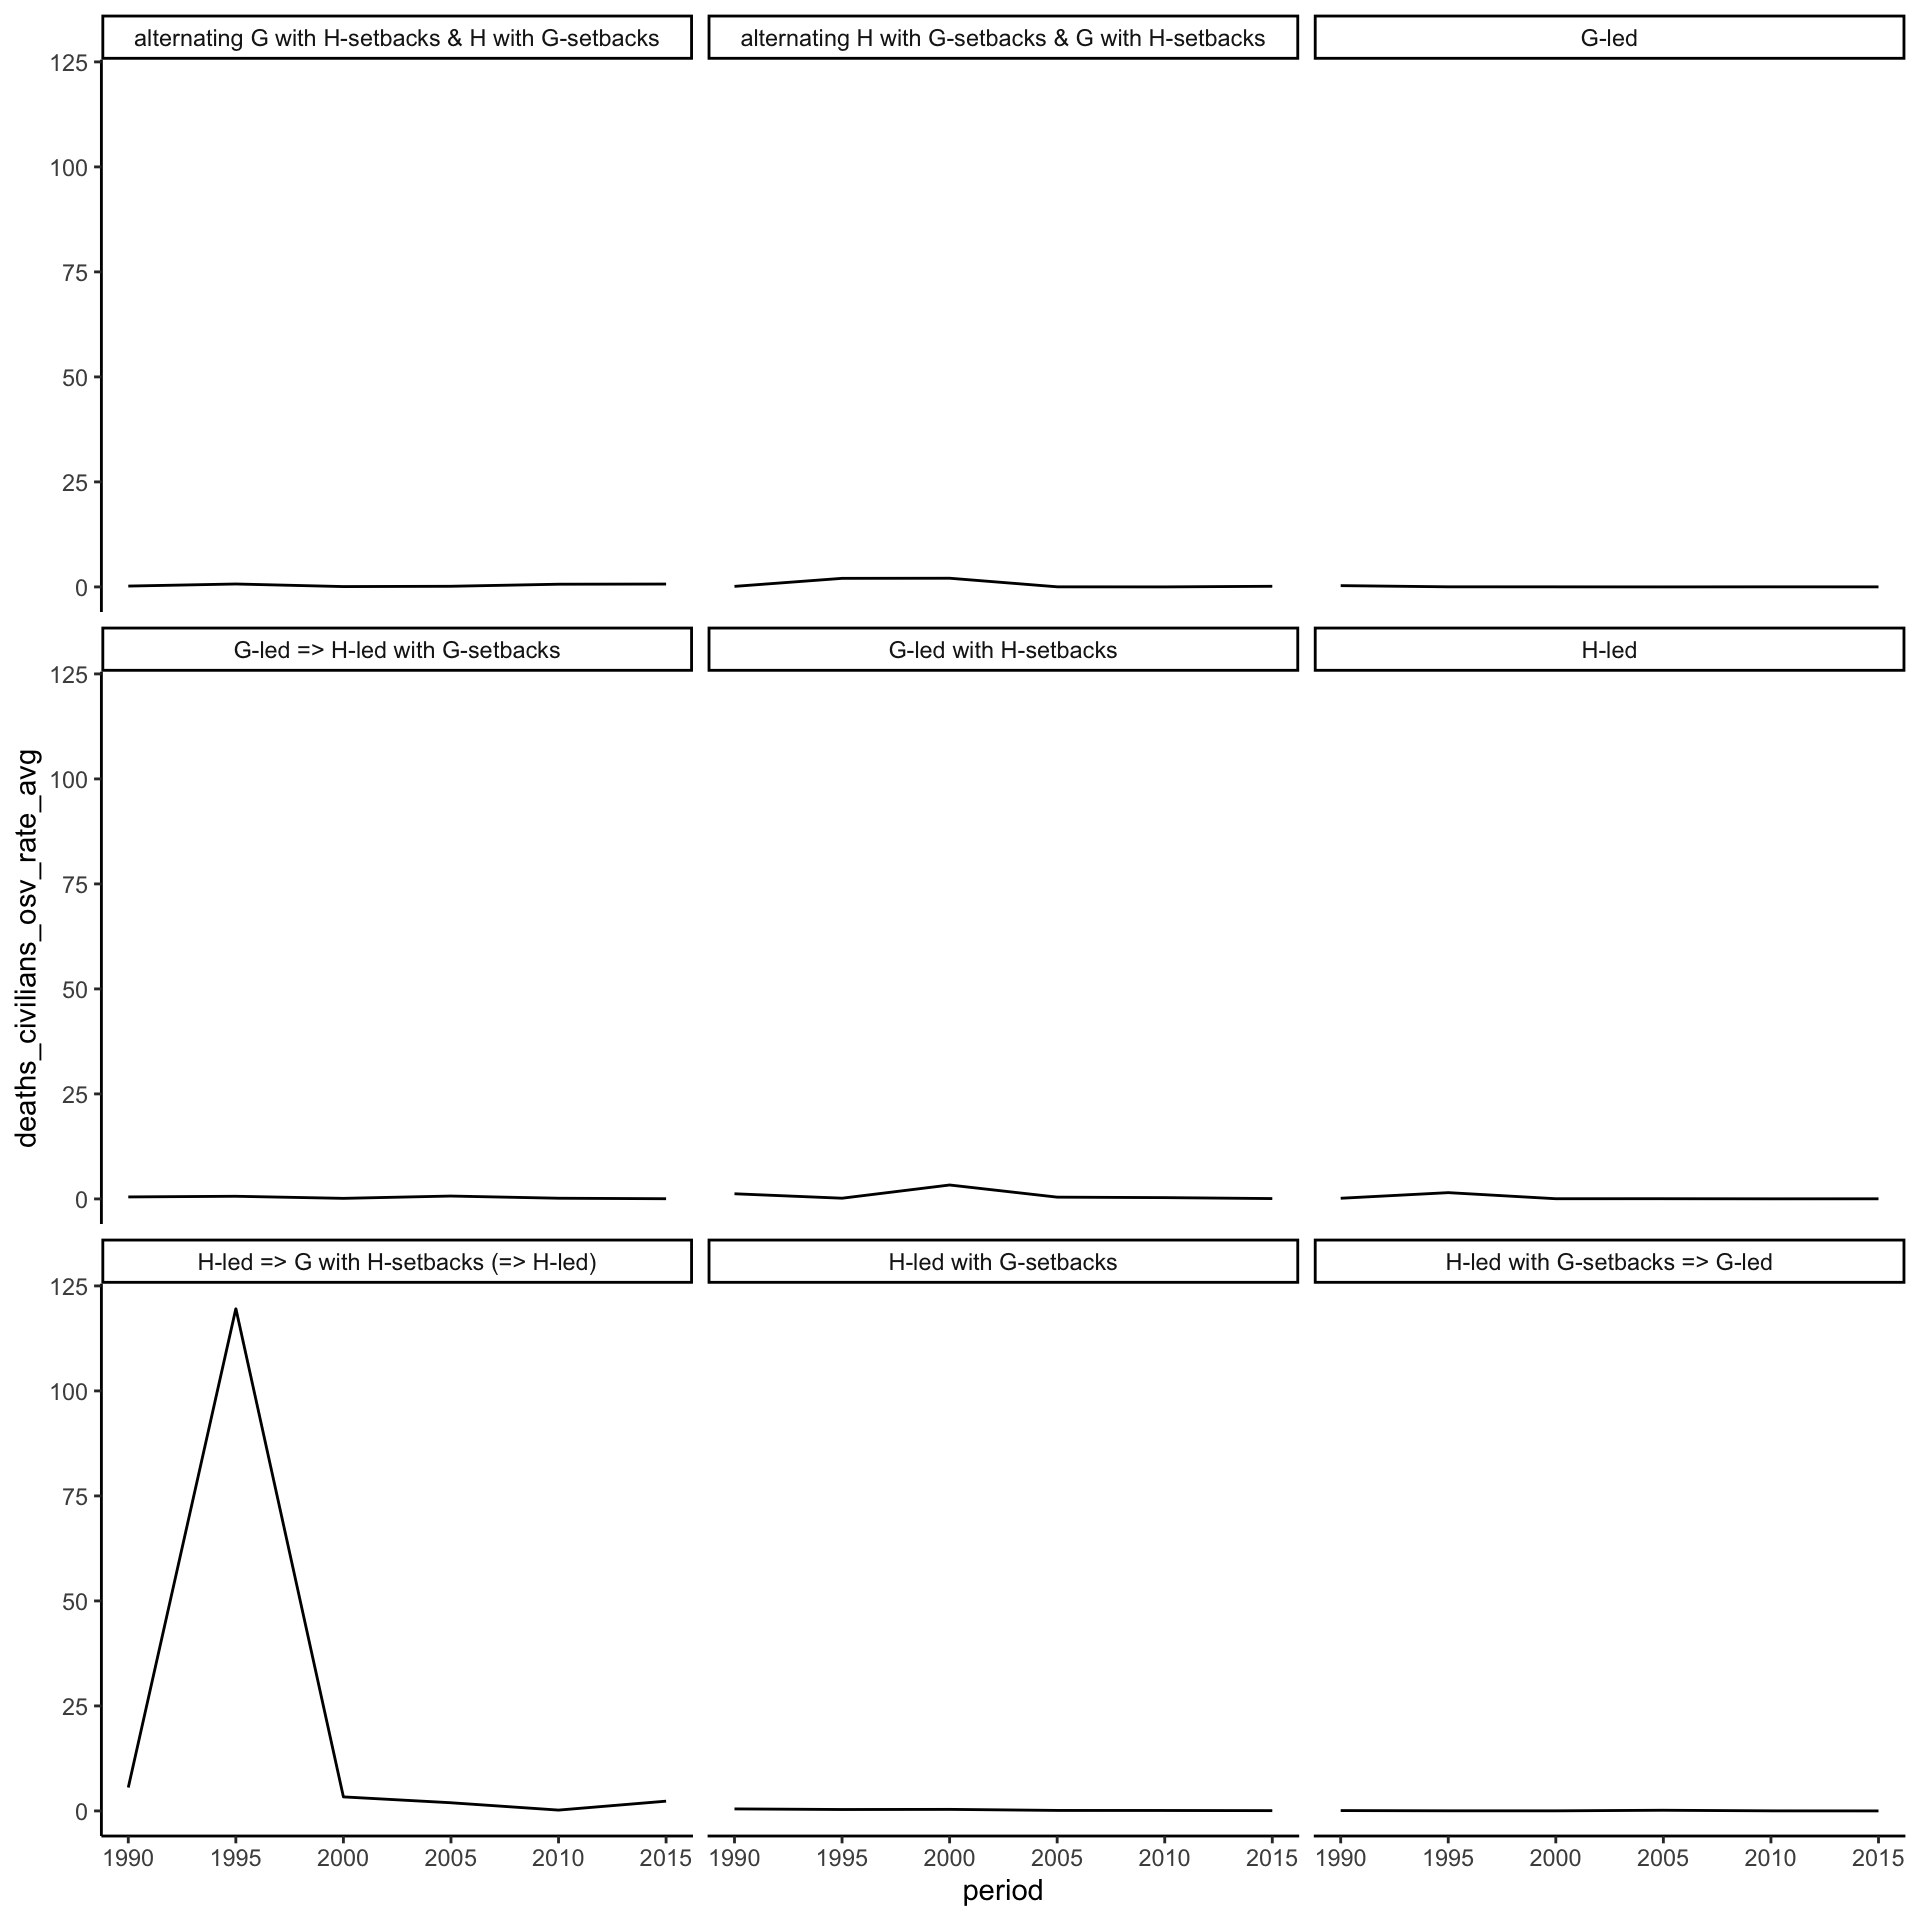 alternating G with H-setbacks & H with G-setbacks
alternating H with G-setbacks & G with H-setbacks
G-led
125
100
75
50
25
0
G-led => H-led with G-setbacks
G-led with H-setbacks
H-led
125
100
75
50
25
0
deaths_civilians_osv_rate_avg
H-led => G with H-setbacks (=> H-led)
H-led with G-setbacks
H-led with G-setbacks => G-led
125
100
75
50
25
0
1990 1995 2000 2005 2010 2015
1990 1995 2000 2005 2010 2015
1990 1995 2000 2005 2010 2015
period